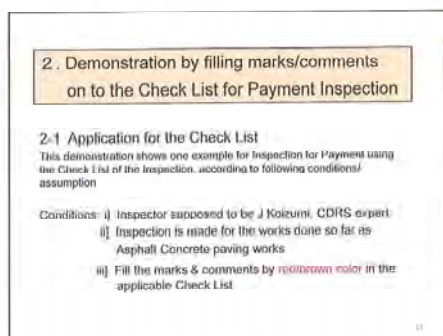 2. Demonstration by filling marks/comments
on to the Check List for Payment Inspection
2-1 Application for the Check List
This demonstration shows one example for Inspection for Payment using
the Check List of the Inspection, according to following conditions/
assumption
Conditions: i] Inspector supposed to be J Koizumi, CDRS expert
ii] Inspection is made for the works done so far as
Asphalt Concrete paving works
iii] Fill the marks & comments by red/brown color in the
applicable Check List